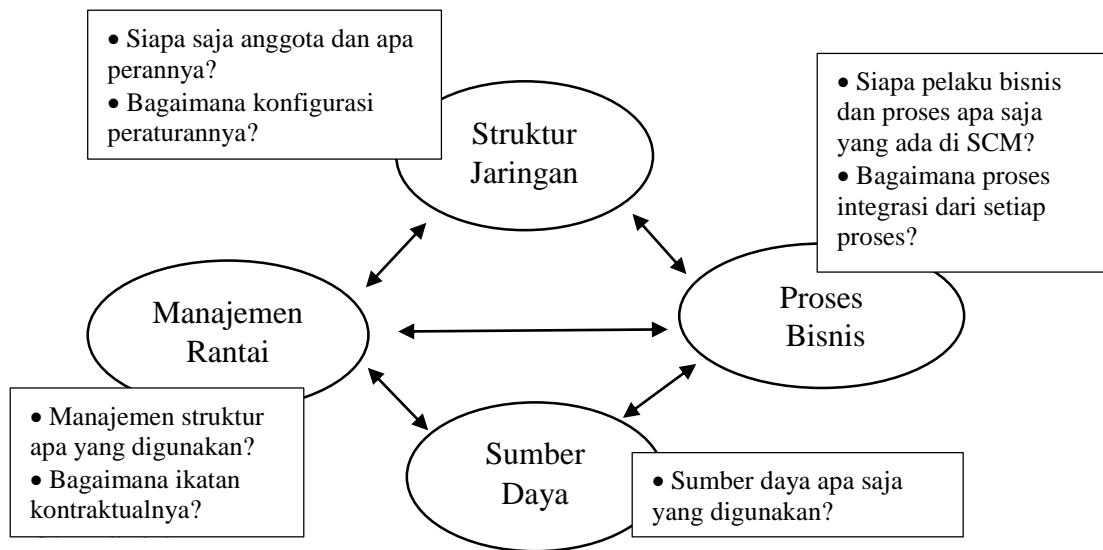 • Siapa saja anggota dan apa
perannya?
• Bagaimana konfigurasi
peraturannya?
Struktur
Jaringan
• Siapa pelaku bisnis
dan proses apa saja
yang ada di SCM?
• Bagaimana proses
integrasi dari setiap
proses?
Manajemen
Rantai
Proses
Bisnis
• Manajemen struktur
apa yang digunakan?
• Bagaimana ikatan
kontraktualnya?
Sumber
Daya
• Sumber daya apa saja
yang digunakan?